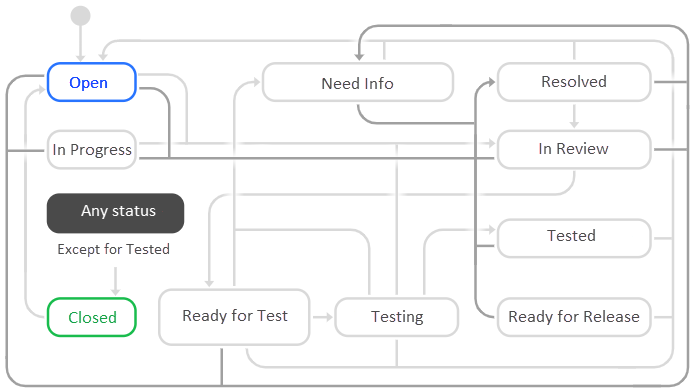 Open
Need Info
Resolved
In Progress
In Review
Any status
Except for Tested
Tested
Closed
Ready for Test
Testing
Ready for Release